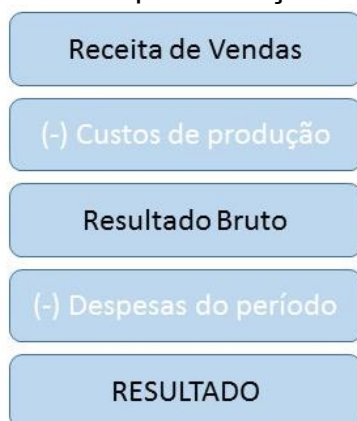 Receita de Vendas
(-) Custos de produção
Resultado Bruto
(-) Despesas do período
RESULTADO